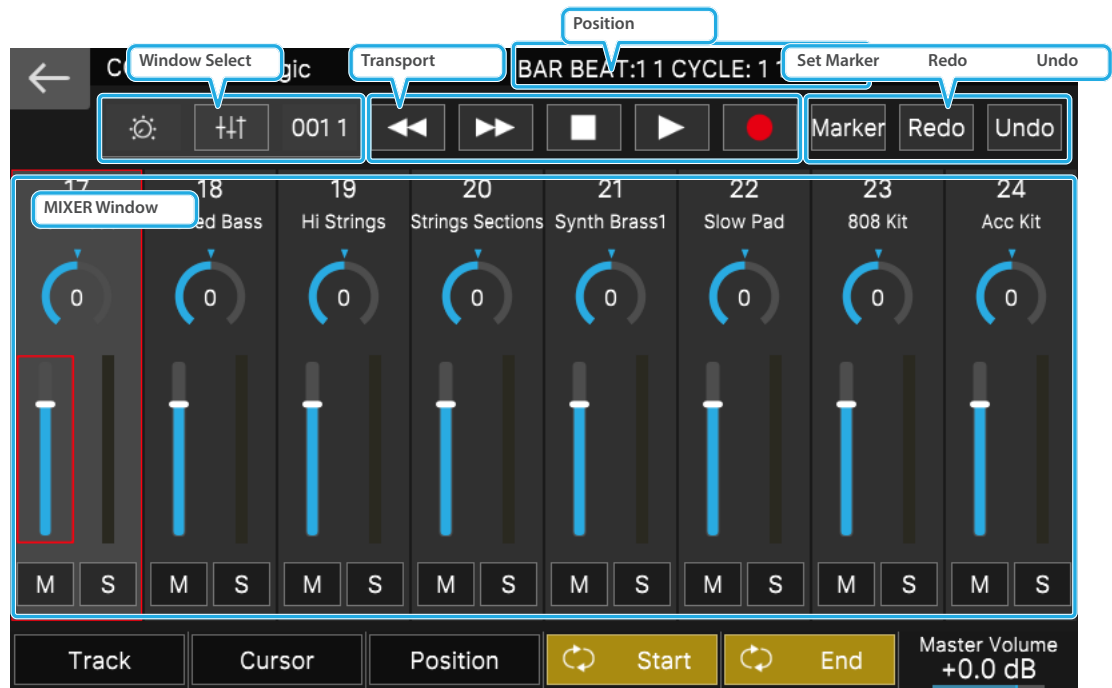 Position
Window Select
Transport
Set Marker Redo Undo
BAR BEAT:1 1 CYCLE: 1 1
001 1
Marker Redo Undo
17 18 19 20 21 22 23 24
MIXER Window
Bass Hi Strings Strings Sections Synth Brass1 Slow Pad 808 Kit Acc Kit
0 0 0 0 0 0 0 0
M S M S M S M S M S M S M S M S
Track Cursor Position Start End
Master Volume
+0.0 dB